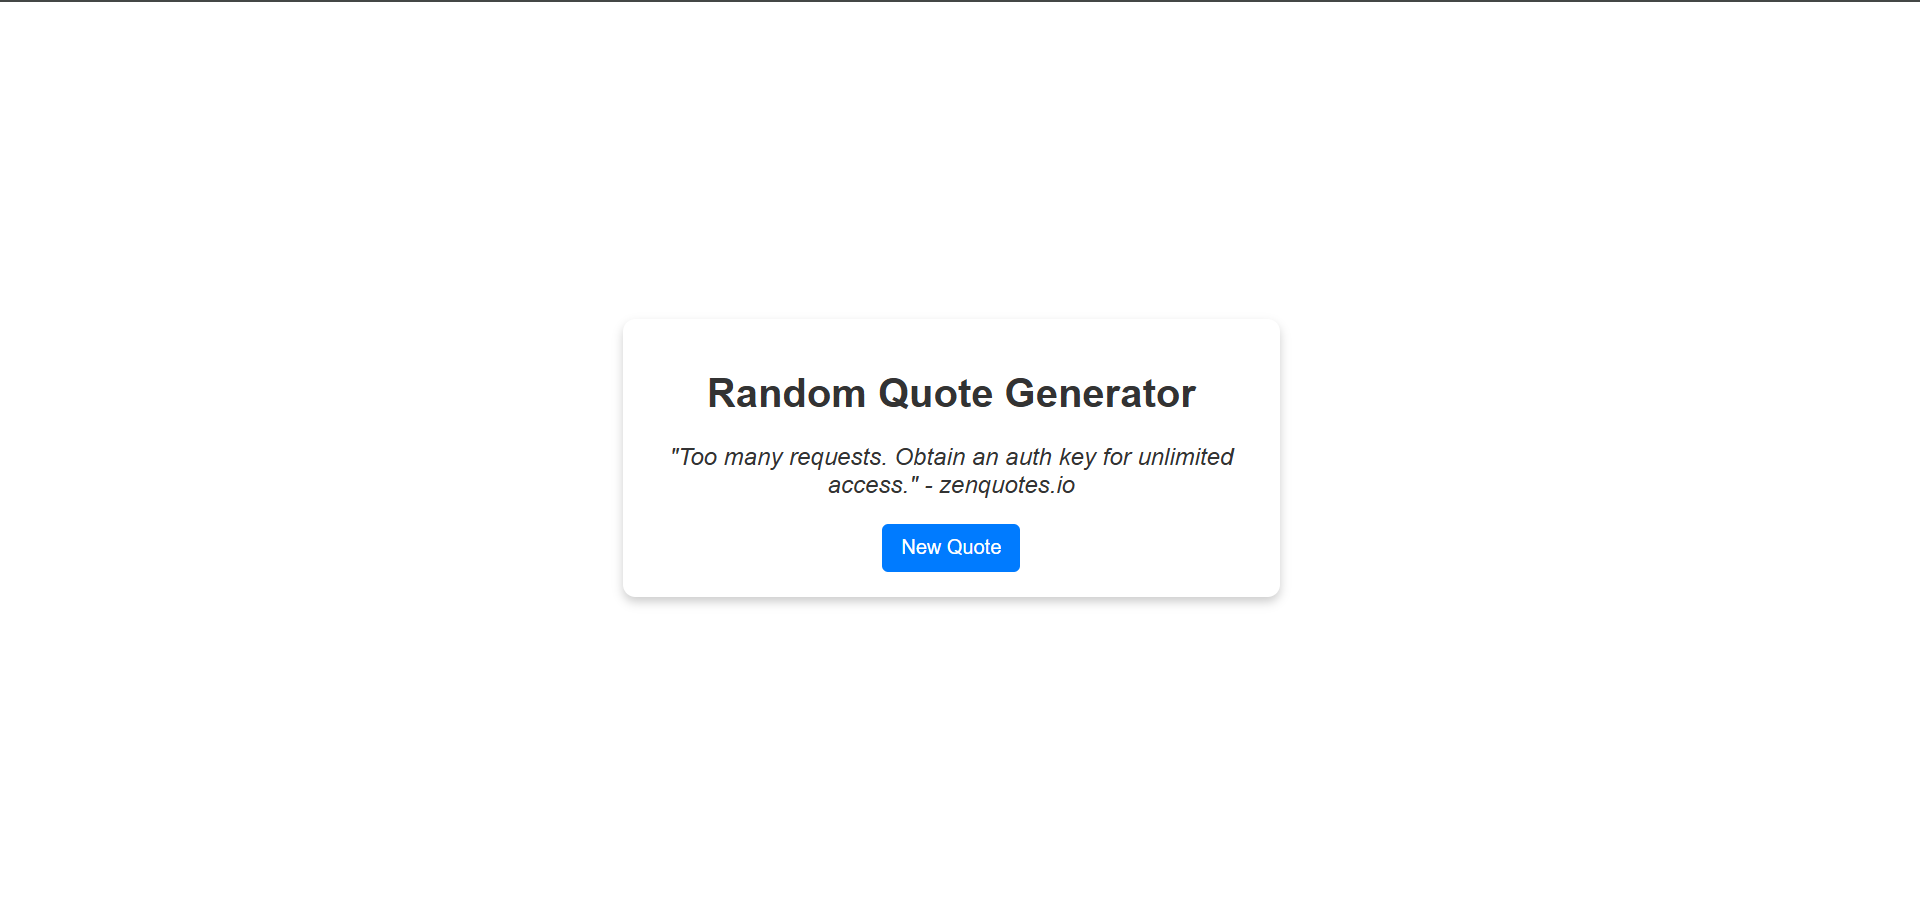 Random Quote Generator
"Too many requests. Obtain an auth key for unlimited
access." - zenquotes.io
New Quote